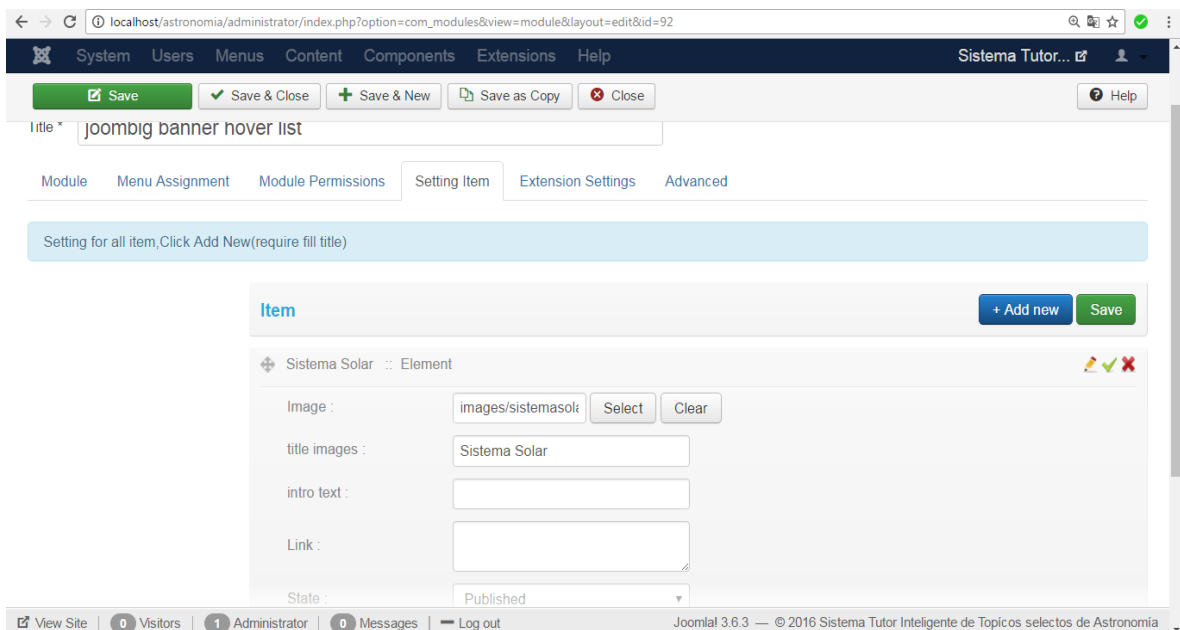 localhost/astronomia/administrator/index.php?option=com_modules&view=module&layout=edit&id=92
System Users Menus Content Components Extensions Help Sistema Tutor...
Save Save & Close Save & New Save as Copy Close Help
Title * joombig banner hover list
Module Menu Assignment Module Permissions Setting Item Extension Settings Advanced
Setting for all item,Click Add New(require fill title)
Item + Add new Save
Sistema Solar :: Element
Image : images/sistemasola Select Clear
title images : Sistema Solar
intro text :
Link :
State : Published
View Site 0 Visitors 1 Administrator 0 Messages Log out Joomla! 3.6.3 — © 2016 Sistema Tutor Inteligente de Topicos selectos de Astronomía